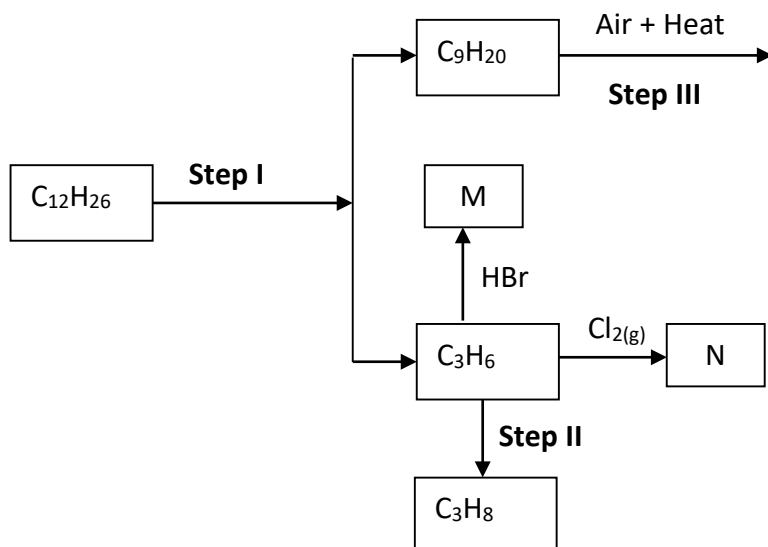 C₉H₂₀
Air + Heat
Step III
Step I
C₁₂H₂₆
M
HBr
Cl₂₍g₎
C₃H₆
N
Step II
C₃H₈